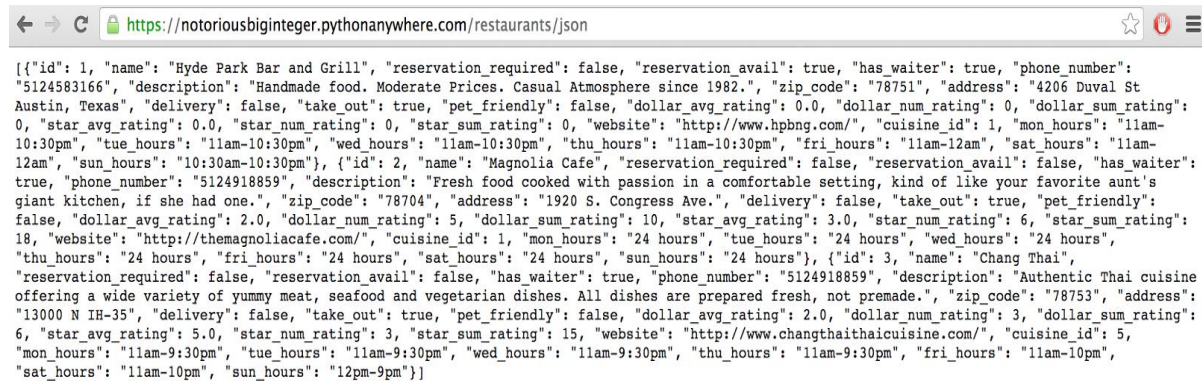 https://notoriousbiginteger.pythonanywhere.com/restaurants/json
[{"id": 1, "name": "Hyde Park Bar and Grill", "reservation_required": false, "reservation_avail": true, "has_waiter": true, "phone_number":
"5124583166", "description": "Handmade food. Moderate Prices. Casual Atmosphere since 1982.", "zip_code": "78751", "address": "4206 Duval St
Austin, Texas", "delivery": false, "take_out": true, "pet_friendly": false, "dollar_avg_rating": 0.0, "dollar_num_rating": 0, "dollar_sum_rating":
0, "star_avg_rating": 0.0, "star_num_rating": 0, "star_sum_rating": 0, "website": "http://www.hpbng.com/", "cuisine_id": 1, "mon_hours": "11am-
10:30pm", "tue_hours": "11am-10:30pm", "wed_hours": "11am-10:30pm", "thu_hours": "11am-10:30pm", "fri_hours": "11am-12am", "sat_hours": "11am-
12am", "sun_hours": "10:30am-10:30pm"}, {"id": 2, "name": "Magnolia Cafe", "reservation_required": false, "reservation_avail": false, "has_waiter":
true, "phone_number": "5124918859", "description": "Fresh food cooked with passion in a comfortable setting, kind of like your favorite aunt's
giant kitchen, if she had one.", "zip_code": "78704", "address": "1920 S. Congress Ave.", "delivery": false, "take_out": true, "pet_friendly":
false, "dollar_avg_rating": 2.0, "dollar_num_rating": 5, "dollar_sum_rating": 10, "star_avg_rating": 3.0, "star_num_rating": 6, "star_sum_rating":
18, "website": "http://themagnoliacafe.com/", "cuisine_id": 1, "mon_hours": "24 hours", "tue_hours": "24 hours", "wed_hours": "24 hours",
"thu_hours": "24 hours", "fri_hours": "24 hours", "sat_hours": "24 hours", "sun_hours": "24 hours"}, {"id": 3, "name": "Chang Thai",
"reservation_required": false, "reservation_avail": false, "has_waiter": true, "phone_number": "5124918859", "description": "Authentic Thai cuisine
offering a wide variety of yummy meat, seafood and vegetarian dishes. All dishes are prepared fresh, not premade.", "zip_code": "78753", "address":
"13000 N IH-35", "delivery": false, "take_out": true, "pet_friendly": false, "dollar_avg_rating": 2.0, "dollar_num_rating": 3, "dollar_sum_rating":
6, "star_avg_rating": 5.0, "star_num_rating": 3, "star_sum_rating": 15, "website": "http://www.changthaithaicuisine.com/", "cuisine_id": 5,
"mon_hours": "11am-9:30pm", "tue_hours": "11am-9:30pm", "wed_hours": "11am-9:30pm", "thu_hours": "11am-9:30pm", "fri_hours": "11am-10pm",
"sat_hours": "11am-10pm", "sun_hours": "12pm-9pm"}]